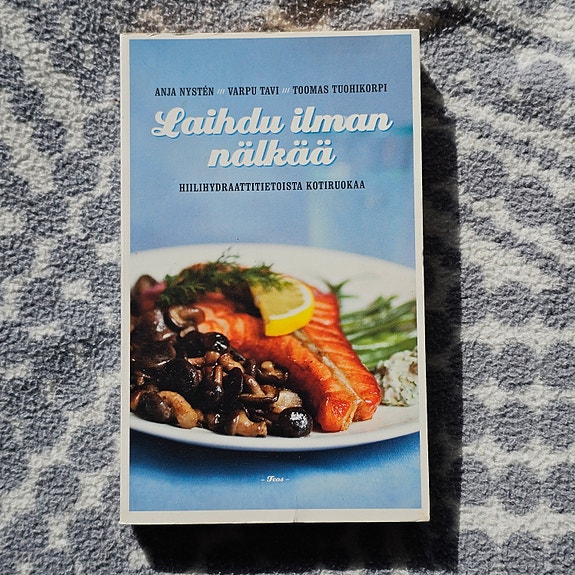 ANJA NYSTÉN /// VARPU TAVI /// TOOMAS TUOHIKORPI
Laihdu ilman
nälkää
HIILIHYDRAATTITIETOISTA KOTIRUOKAA
– Teos –